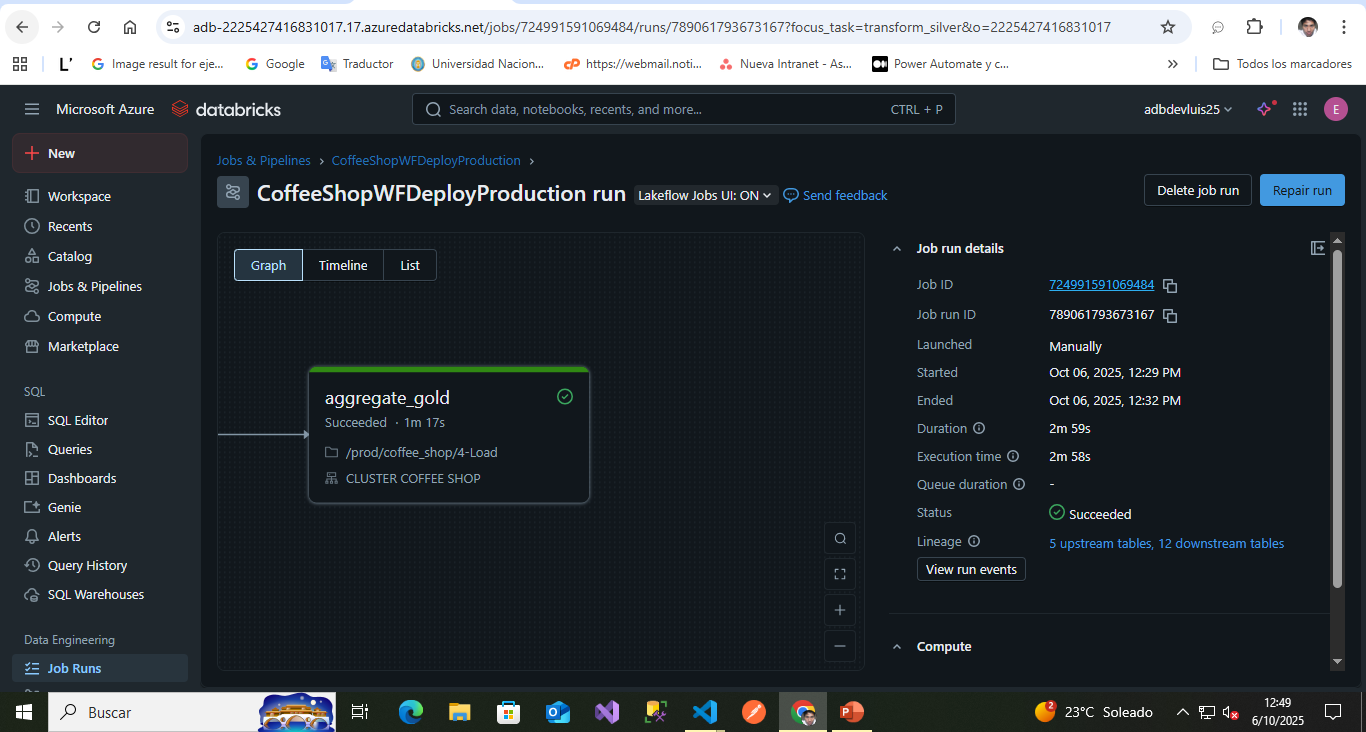 adb-2225427416831017.17.azuredatabricks.net/jobs/724991591069484/runs/789061793673167?focus_task=transform_silver&o=2225427416831017
L' Image result for eje... Google Traductor Universidad Nacion... https://webmail.noti... Nueva Intranet - As... Power Automate y c... » Todos los marcadores
Microsoft Azure databricks Search data, notebooks, recents, and more... CTRL + P adbdevluis25 E
New
Workspace
Recents
Catalog
Jobs & Pipelines
Compute
Marketplace
SQL
SQL Editor
Queries
Dashboards
Genie
Alerts
Query History
SQL Warehouses
Data Engineering
Job Runs
Jobs & Pipelines › CoffeeShopWFDeployProduction ›
CoffeeShopWFDeployProduction run Lakeflow Jobs UI: ON Send feedback Delete job run Repair run
Graph Timeline List
aggregate_gold
Succeeded · 1m 17s
/prod/coffee_shop/4-Load
CLUSTER COFFEE SHOP
Job run details
Job ID 724991591069484
Job run ID 789061793673167
Launched Manually
Started Oct 06, 2025, 12:29 PM
Ended Oct 06, 2025, 12:32 PM
Duration 2m 59s
Execution time 2m 58s
Queue duration -
Status Succeeded
Lineage 5 upstream tables, 12 downstream tables
View run events
Compute
Buscar 2 23°C Soleado 12:49
6/10/2025